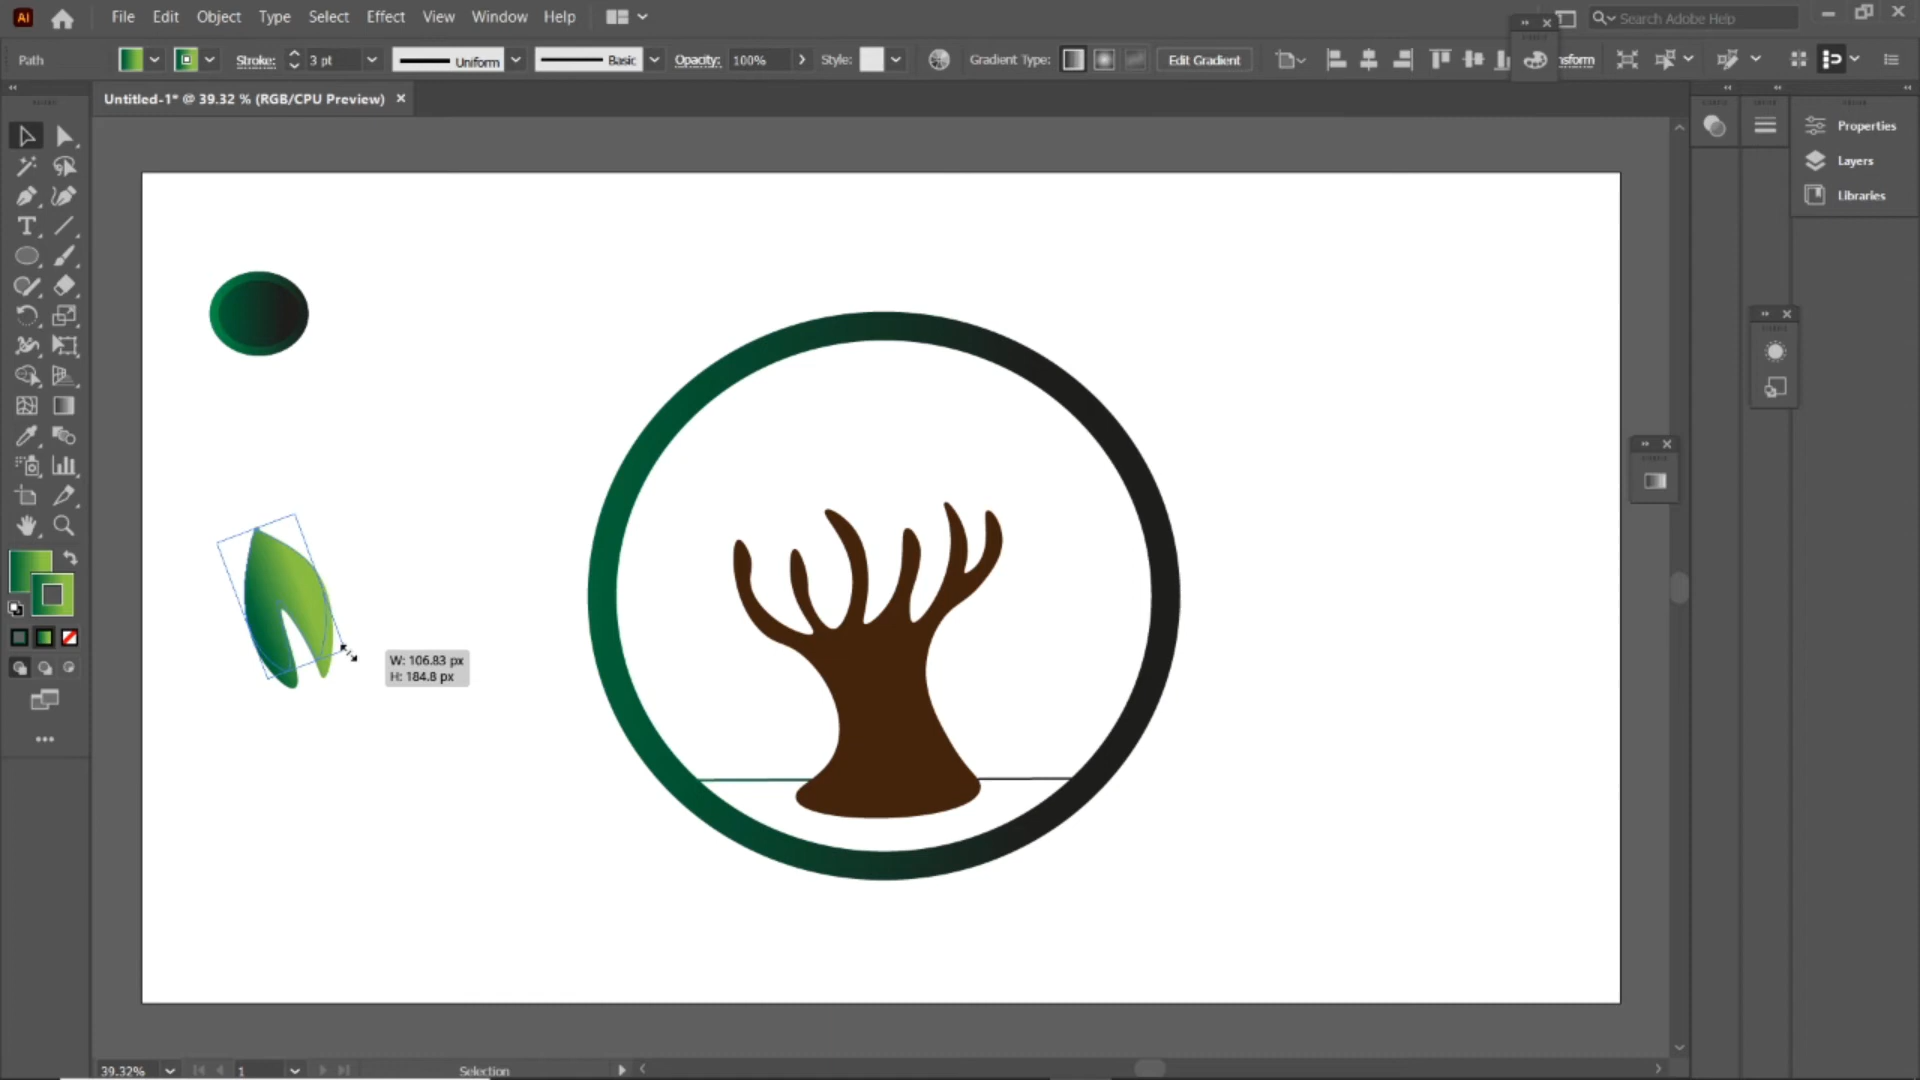 Ai File Edit Object Type Select Effect View Window Help Search Adobe Help
Path Stroke: 3 pt Uniform Basic Opacity: 100% Style: Gradient Type: Edit Gradient
Untitled-1* @ 39.32 % (RGB/CPU Preview)
Properties
Layers
Libraries
W: 106.83 px
H: 184.8 px
39.32% 1 Selection